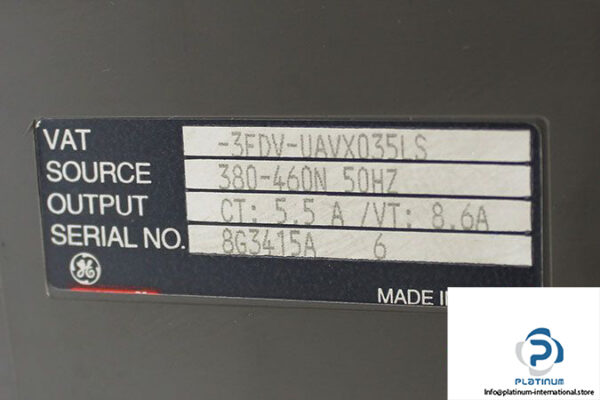 VAT -3FDV-UAVX035LS
SOURCE 380-460N 50HZ
OUTPUT CT: 5.5 A /VT: 8.6A
SERIAL NO. 8G3415A 6
GE
MADE
PLATINUM
Info@platinum-international.store